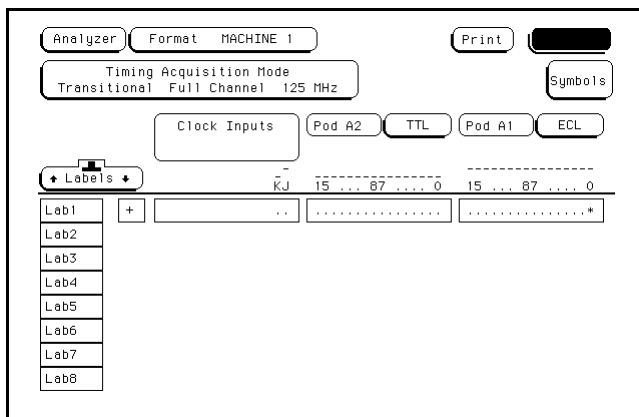 Analyzer Format MACHINE 1 Print
Timing Acquisition Mode
Transitional Full Channel 125 MHz
Symbols
Clock Inputs Pod A2 TTL Pod A1 ECL
↑ Labels ↓
KJ 15 ... 87 .... 0 15 ... 87 .... 0
Lab1 + .. ................ ...............*
Lab2
Lab3
Lab4
Lab5
Lab6
Lab7
Lab8